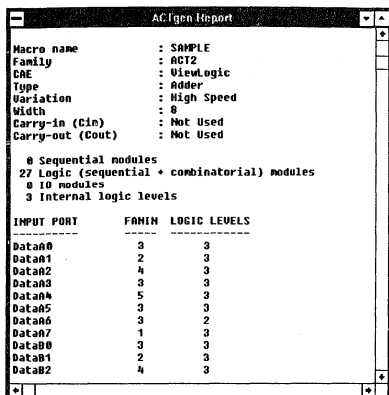 ACTgen Report
Macro name : SAMPLE
Family : ACT2
CAE : ViewLogic
Type : Adder
Variation : High Speed
Width : 8
Carry-in (Cin) : Not Used
Carry-out (Cout) : Not Used
0 Sequential modules
27 Logic (sequential + combinatorial) modules
0 IO modules
3 Internal logic levels
INPUT PORT FANIN LOGIC LEVELS
---------- ----- ------------
DataA0 3 3
DataA1 2 3
DataA2 4 3
DataA3 3 3
DataA4 5 3
DataA5 3 3
DataA6 3 2
DataA7 1 3
DataB0 3 3
DataB1 2 3
DataB2 4 3